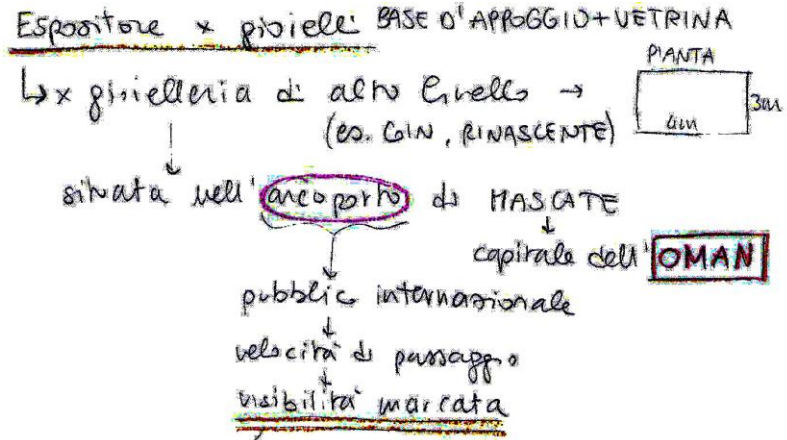 Espositore x gioielli BASE D'APPOGGIO+VETRINA
PIANTA
↳x gioielleria di alto livello →
3m
4m
(es. COIN, RINASCENTE)
situata nell'aeroporto di MASCATE
capitale dell'OMAN
pubblico internazionale
velocità di passaggio
visibilità marcata